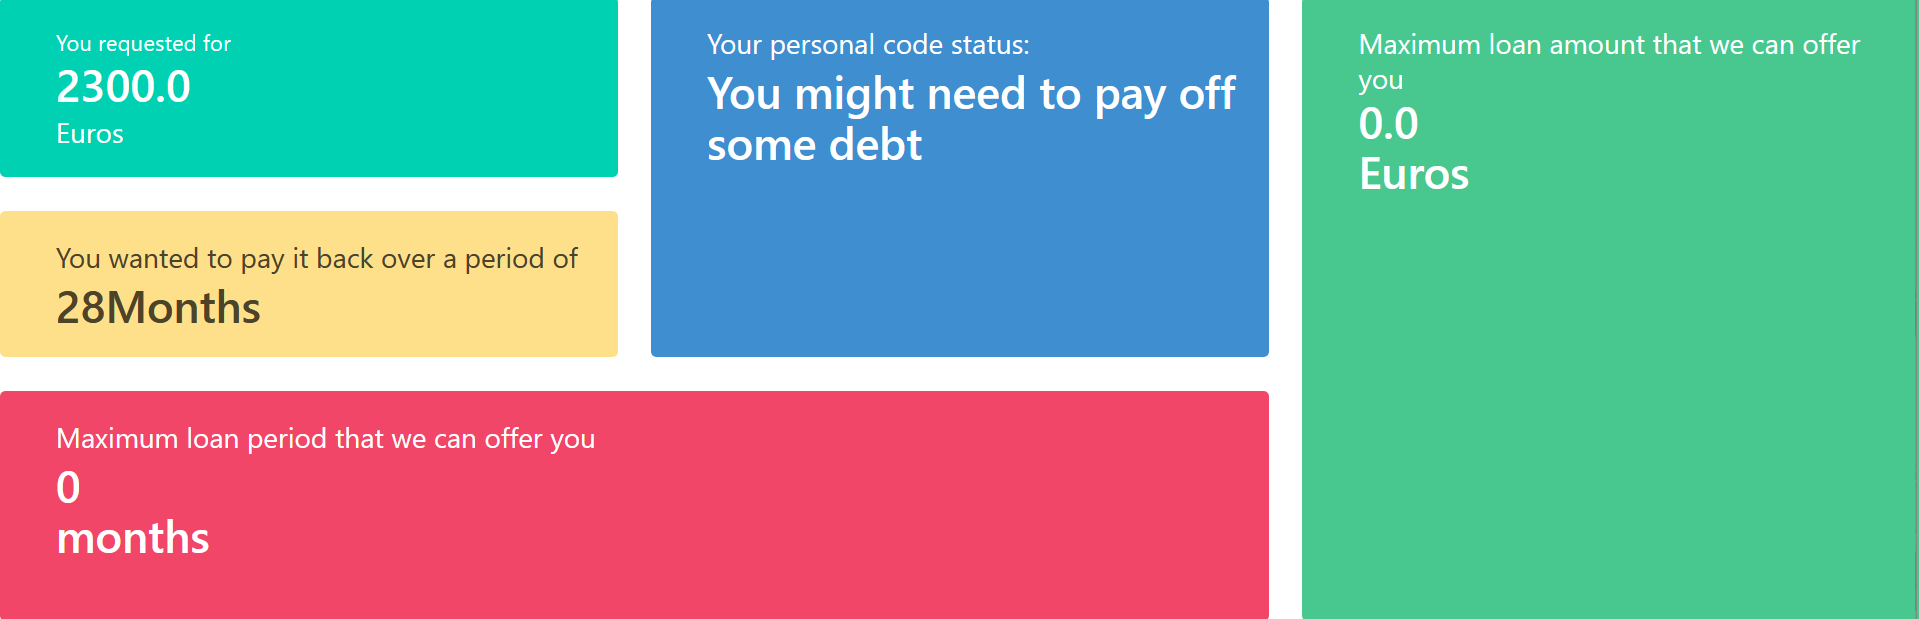 You requested for
2300.0
Euros
You wanted to pay it back over a period of
28Months
Your personal code status:
You might need to pay off
some debt
Maximum loan amount that we can offer
you
0.0
Euros
Maximum loan period that we can offer you
0
months